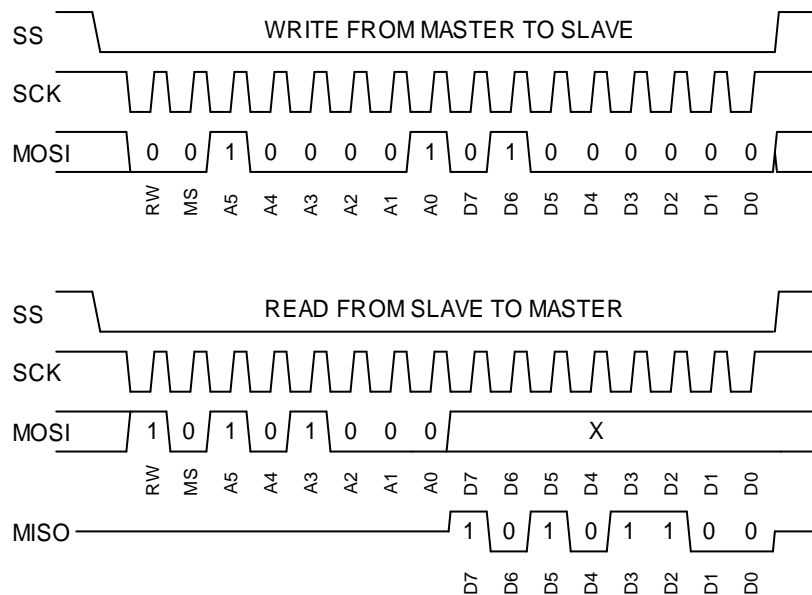 SS WRITE FROM MASTER TO SLAVE
SCK
MOSI 0 0 1 0 0 0 0 1 0 1 0 0 0 0 0 0
RW MS A5 A4 A3 A2 A1 A0 D7 D6 D5 D4 D3 D2 D1 D0
SS READ FROM SLAVE TO MASTER
SCK
MOSI 1 0 1 0 1 0 0 0 X
RW MS A5 A4 A3 A2 A1 A0 D7 D6 D5 D4 D3 D2 D1 D0
MISO 1 0 1 0 1 1 0 0
D7 D6 D5 D4 D3 D2 D1 D0